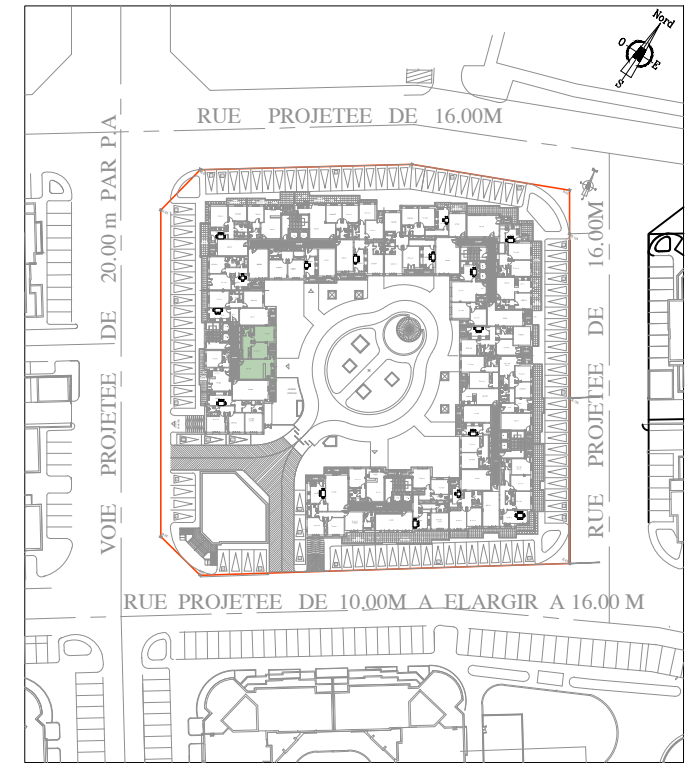 Nord
O
E
S
RUE PROJETEE DE 16.00M
VOIE PROJETEE DE 20.00 m PAR P.A
RUE PROJETEE DE 16.00M
RUE PROJETEE DE 10.00M A ELARGIR A 16.00 M